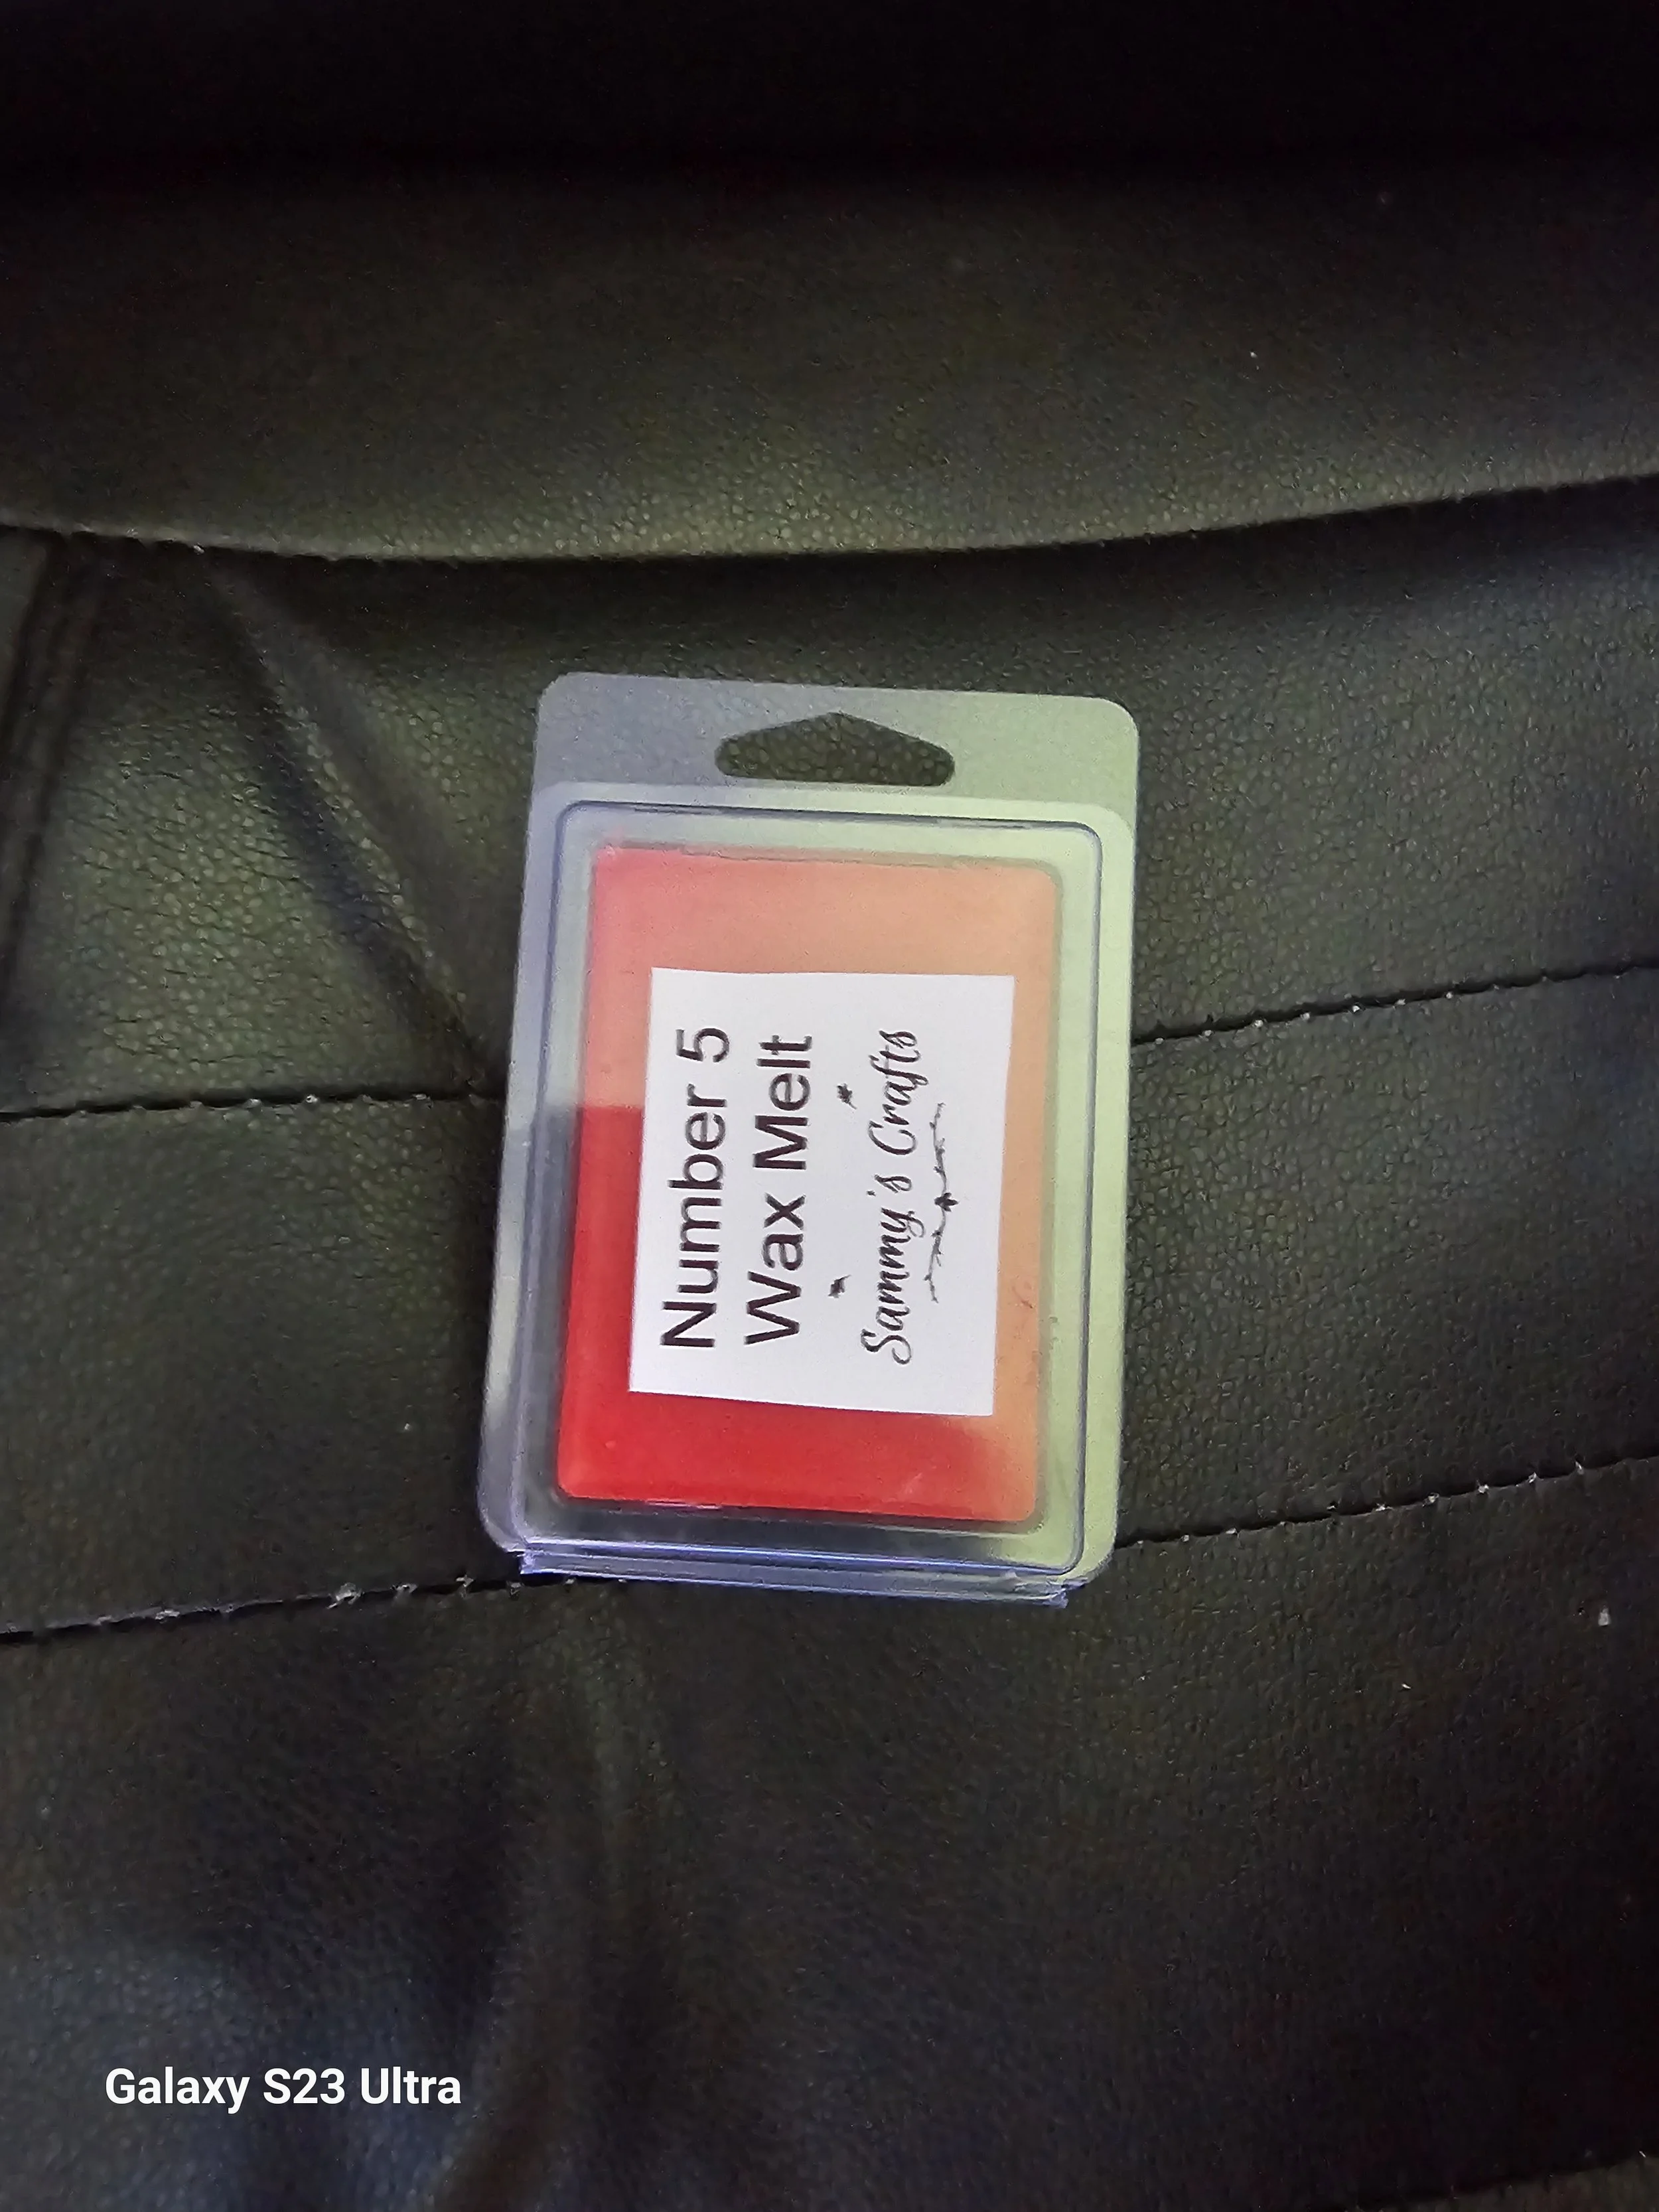 Number 5
Wax Melt
Sammy's Crafts
Galaxy S23 Ultra